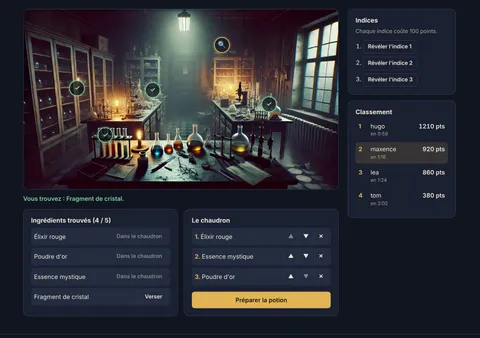 Vous trouvez : Fragment de cristal.
Ingrédients trouvés (4 / 5)
Élixir rouge Dans le chaudron
Poudre d'or Dans le chaudron
Essence mystique Dans le chaudron
Fragment de cristal Verser
Le chaudron
1. Élixir rouge ▲ ▼ ×
2. Essence mystique ▲ ▼ ×
3. Poudre d'or ▲ ▼ ×
Préparer la potion
Indices
Chaque indice coûte 100 points.
1. Révéler l'indice 1
2. Révéler l'indice 2
3. Révéler l'indice 3
Classement
1 hugo 1210 pts
en 0:59
2 maxence 920 pts
en 1:16
3 lea 860 pts
en 1:24
4 tom 380 pts
en 2:02